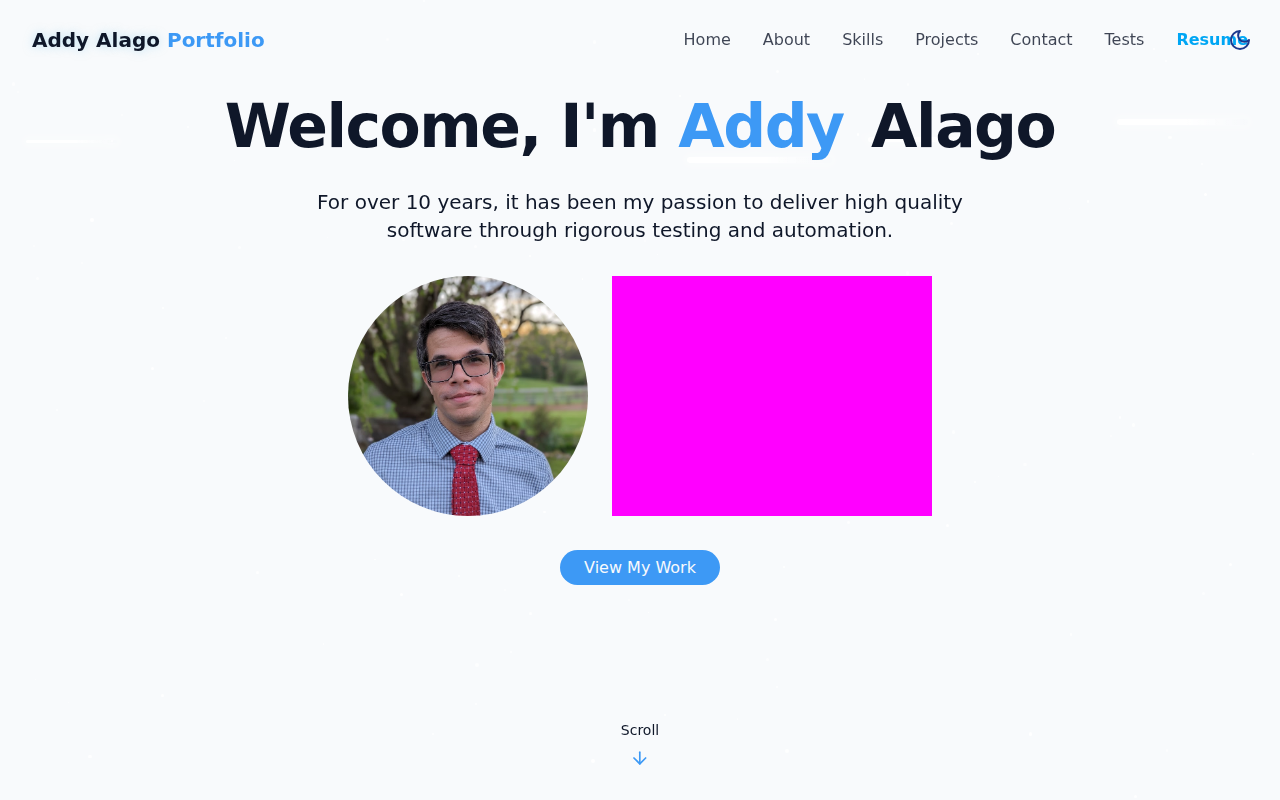 Addy Alago Portfolio
Home About Skills Projects Contact Tests Resume
Welcome, I'm Addy Alago
For over 10 years, it has been my passion to deliver high quality
software through rigorous testing and automation.
View My Work
Scroll